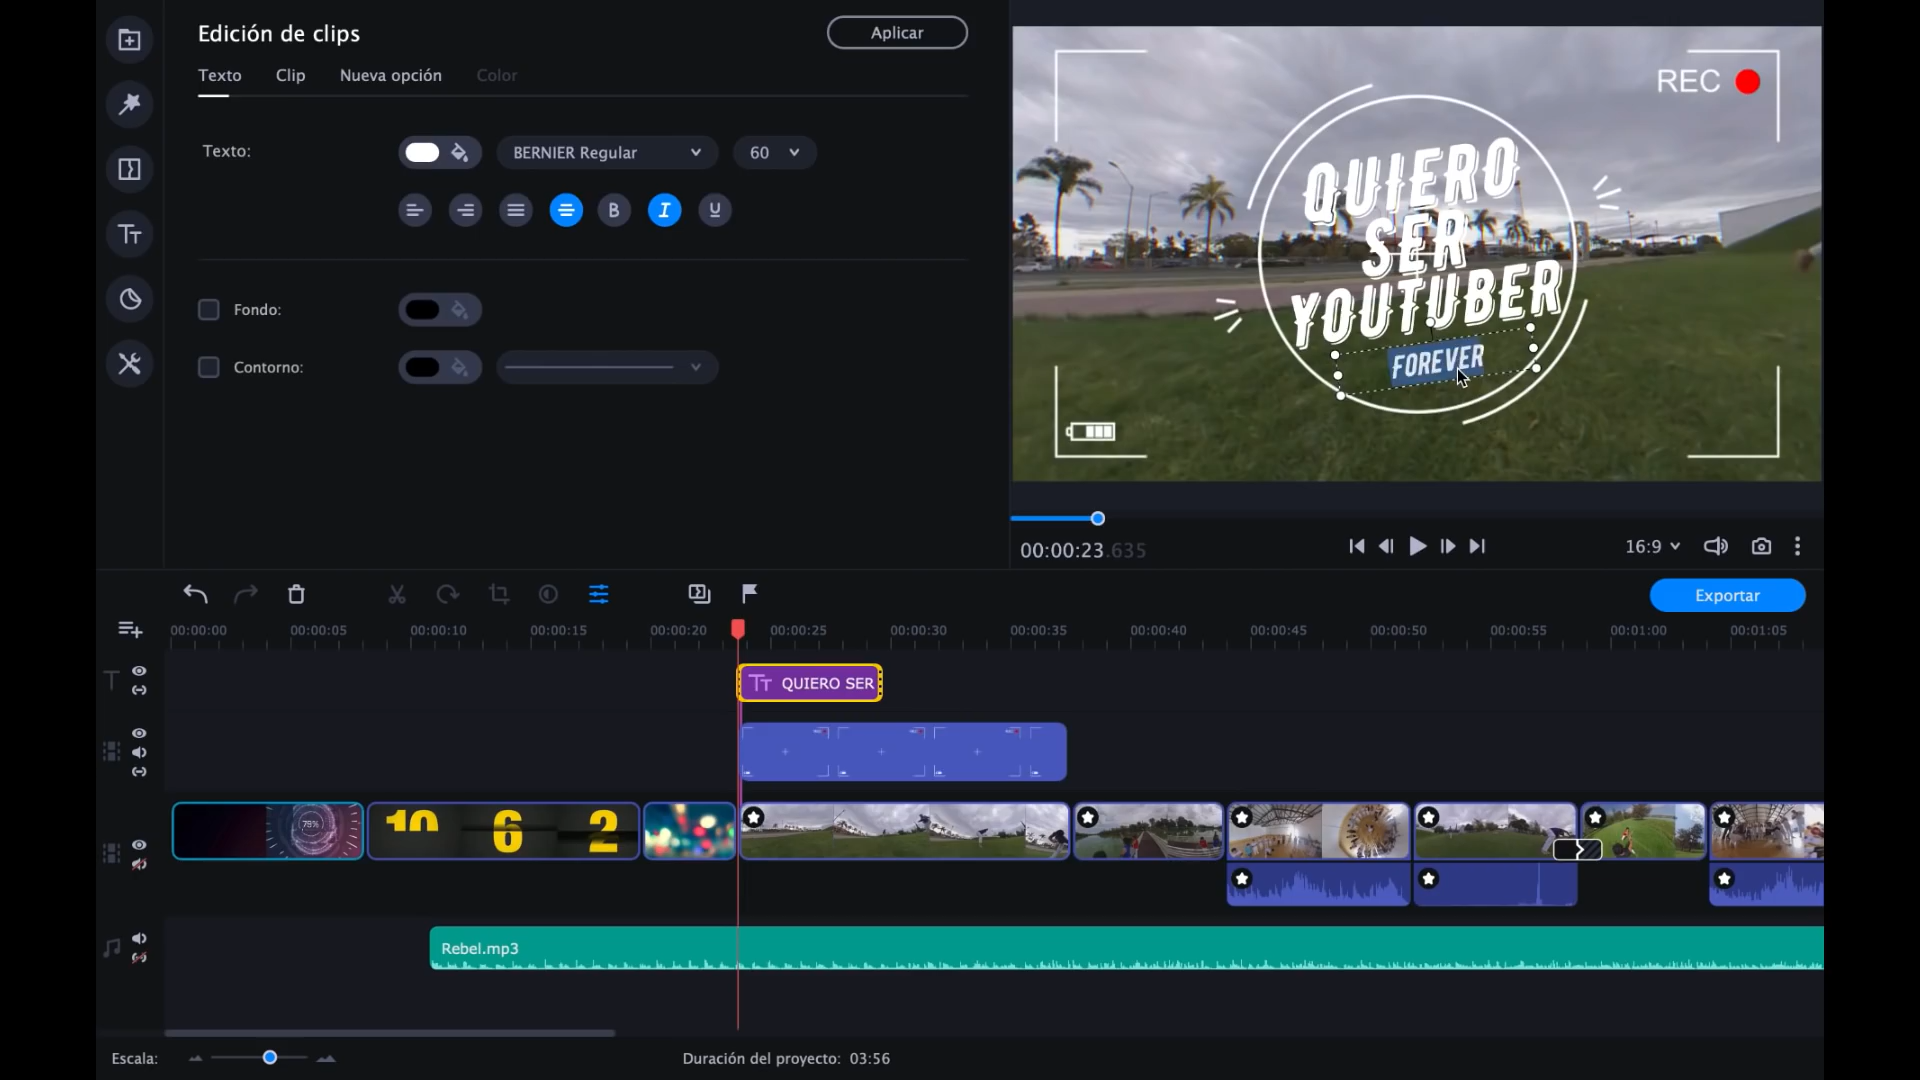 Edición de clips
Aplicar
Texto
Clip
Nueva opción
Color
Texto:
BERNIER Regular
60
B
I
U
Fondo:
Contorno:
REC
QUIERO
SER
YOUTUBER
FOREVER
00:00:23.635
16:9
Exportar
00:00:00
00:00:05
00:00:10
00:00:15
00:00:20
00:00:25
00:00:30
00:00:35
00:00:40
00:00:45
00:00:50
00:00:55
00:01:00
00:01:05
QUIERO SER
75%
10
6
2
Rebel.mp3
Escala:
Duración del proyecto: 03:56